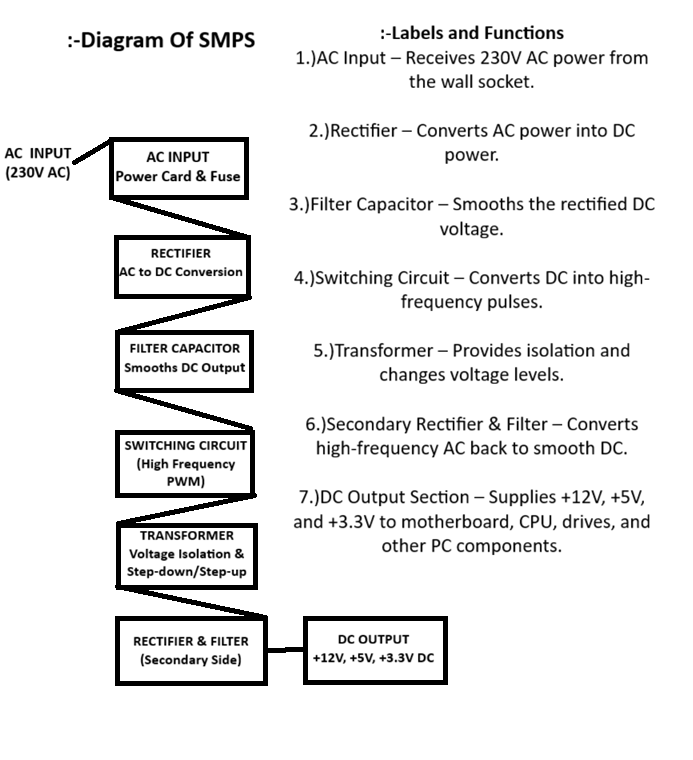 :-Diagram Of SMPS
AC INPUT
(230V AC)
AC INPUT
Power Card & Fuse
RECTIFIER
AC to DC Conversion
FILTER CAPACITOR
Smooths DC Output
SWITCHING CIRCUIT
(High Frequency
PWM)
TRANSFORMER
Voltage Isolation &
Step-down/Step-up
RECTIFIER & FILTER
(Secondary Side)
DC OUTPUT
+12V, +5V, +3.3V DC
:-Labels and Functions
1.)AC Input – Receives 230V AC power from
the wall socket.
2.)Rectifier – Converts AC power into DC
power.
3.)Filter Capacitor – Smooths the rectified DC
voltage.
4.)Switching Circuit – Converts DC into high-
frequency pulses.
5.)Transformer – Provides isolation and
changes voltage levels.
6.)Secondary Rectifier & Filter – Converts
high-frequency AC back to smooth DC.
7.)DC Output Section – Supplies +12V, +5V,
and +3.3V to motherboard, CPU, drives, and
other PC components.